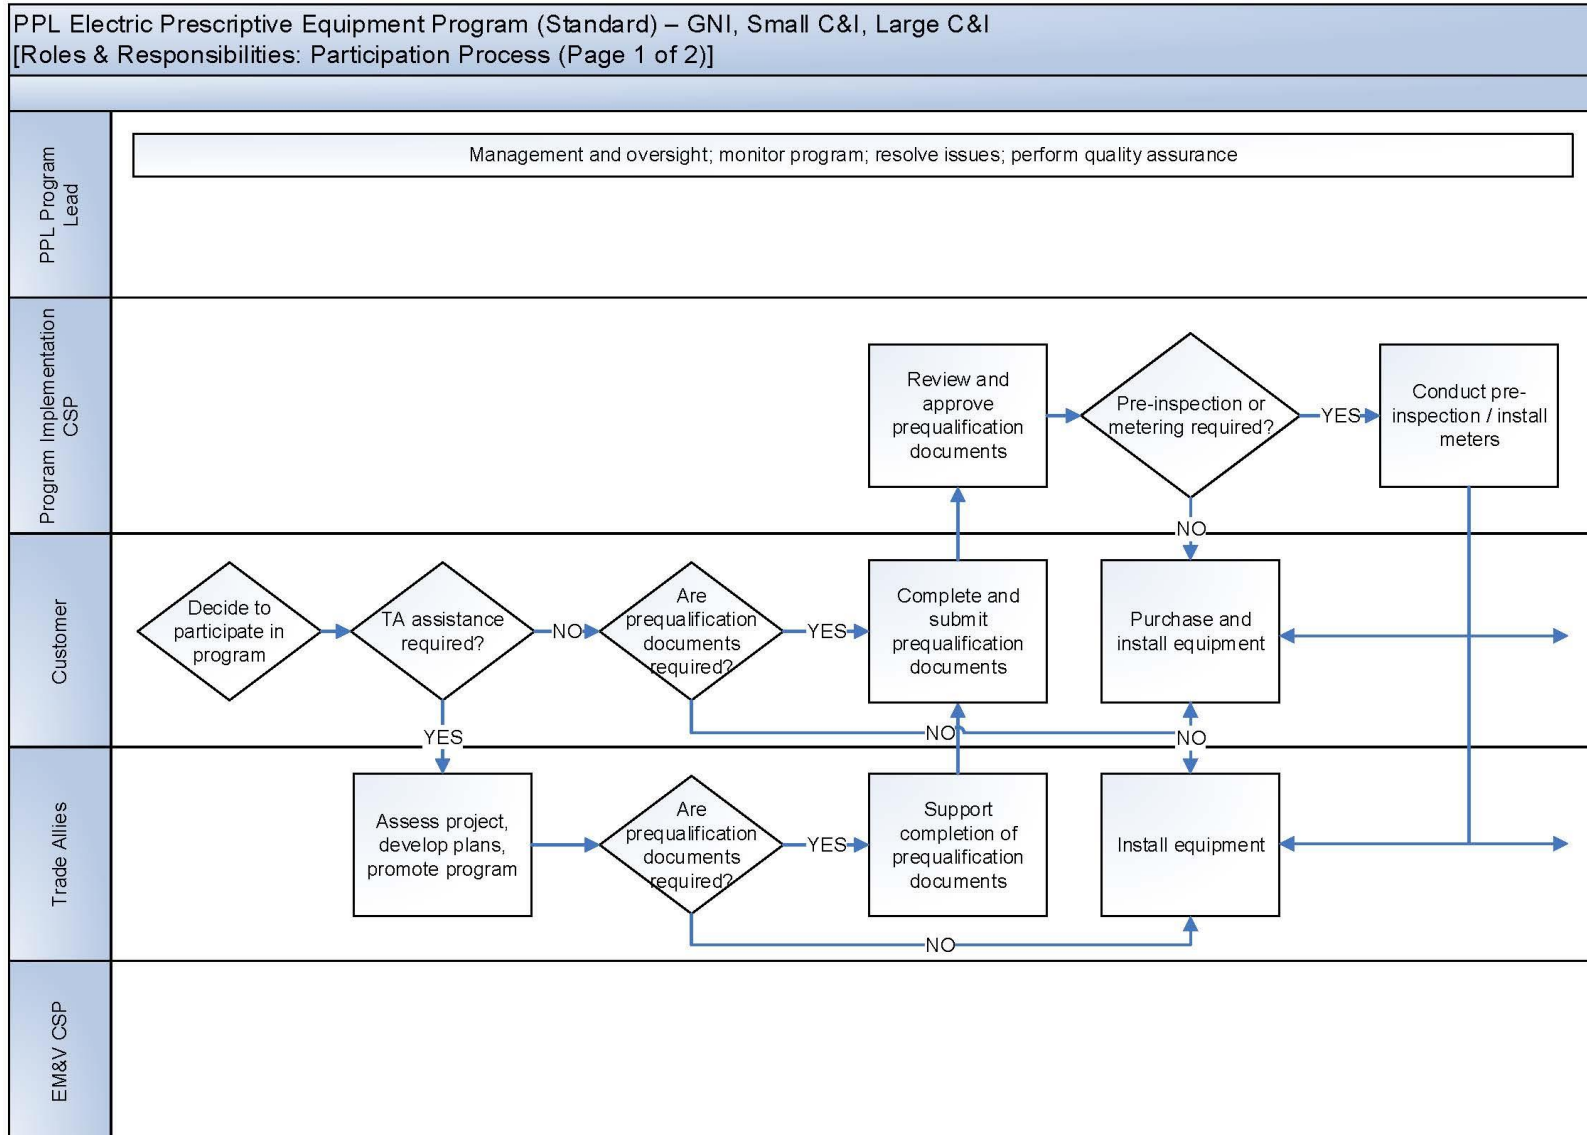 PPL Electric Prescriptive Equipment Program (Standard) – GNI, Small C&I, Large C&I
[Roles & Responsibilities: Participation Process (Page 1 of 2)]
PPL Program
Lead
Management and oversight; monitor program; resolve issues; perform quality assurance
Program Implementation
CSP
Review and
approve
prequalification
documents
Pre-inspection or
metering required?
YES
Conduct pre-
inspection / install
meters
NO
Customer
Decide to
participate in
program
TA assistance
required?
NO
Are
prequalification
documents
required?
YES
Complete and
submit
prequalification
documents
Purchase and
install equipment
YES
NO
NO
Trade Allies
Assess project,
develop plans,
promote program
Are
prequalification
documents
required?
YES
Support
completion of
prequalification
documents
Install equipment
NO
EM&V CSP